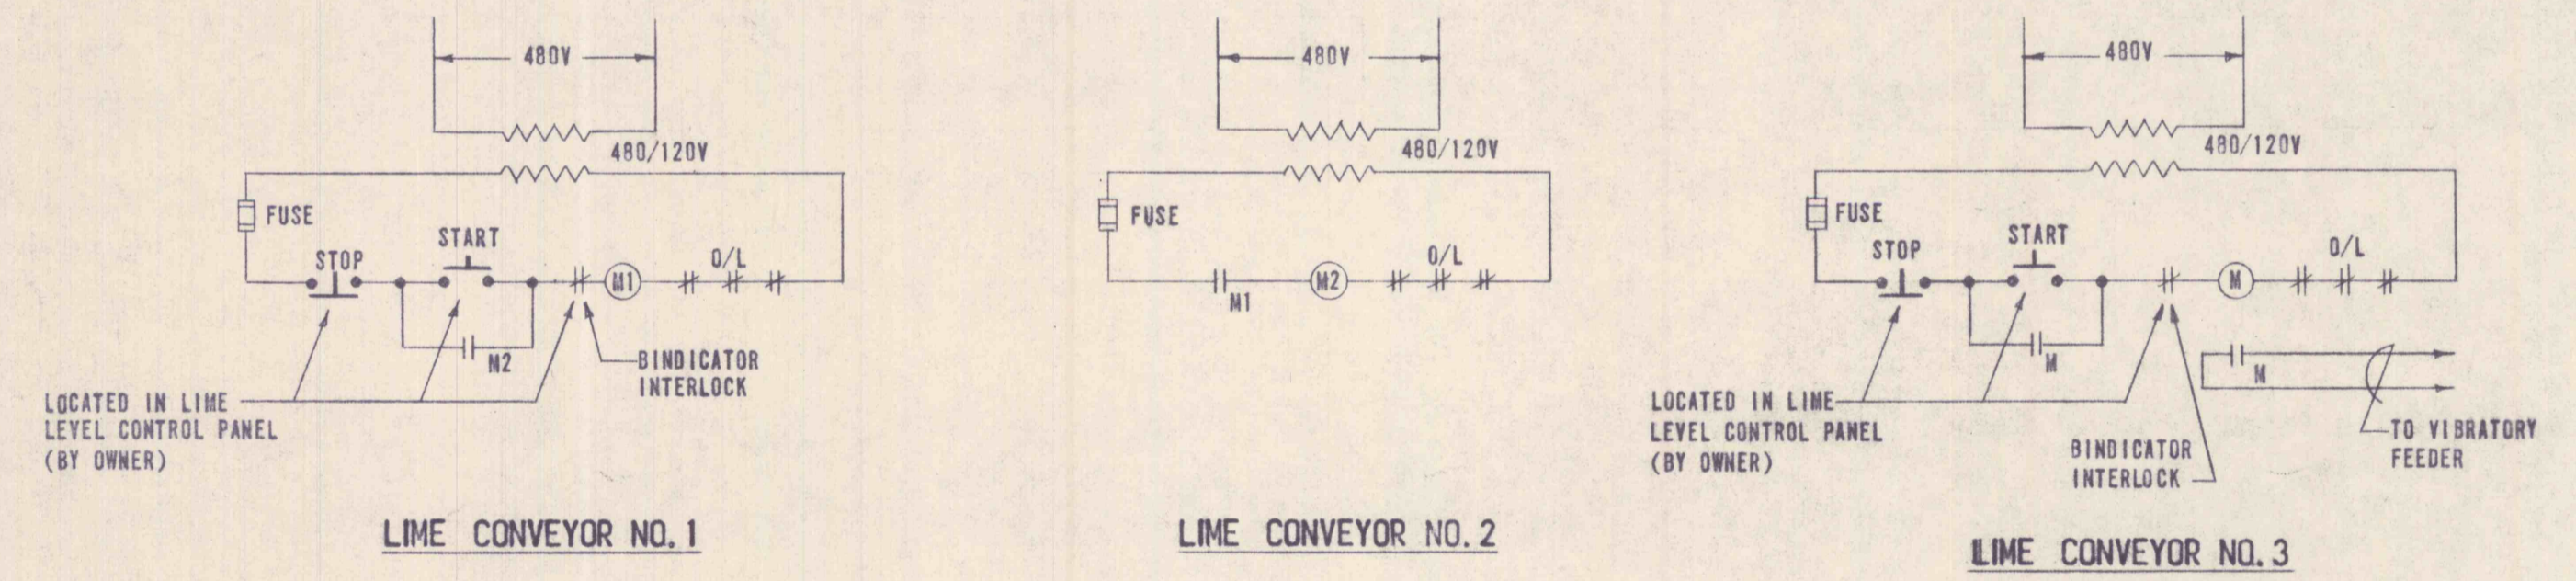 480V
480/120V
FUSE
STOP
START
O/L
M1
M2
BINDICATOR
INTERLOCK
LOCATED IN LIME
LEVEL CONTROL PANEL
(BY OWNER)
LIME CONVEYOR NO. 1
480V
480/120V
FUSE
O/L
M1
M2
LIME CONVEYOR NO. 2
480V
480/120V
FUSE
STOP
START
O/L
M
M
M
LOCATED IN LIME
LEVEL CONTROL PANEL
(BY OWNER)
BINDICATOR
INTERLOCK
TO VIBRATORY
FEEDER
LIME CONVEYOR NO. 3